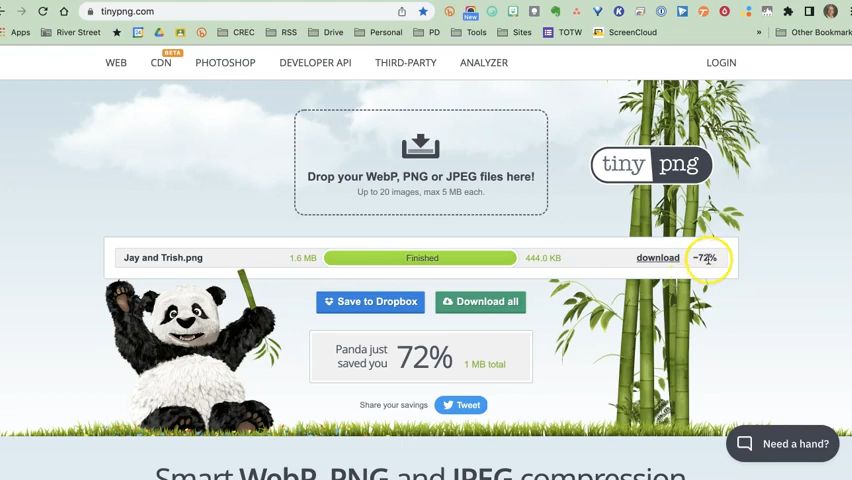 tinypng.com
New
Apps River Street CREC RSS Drive Personal PD Tools Sites TOTW ScreenCloud » Other Bookmark
BETA
WEB CDN PHOTOSHOP DEVELOPER API THIRD-PARTY ANALYZER LOGIN
Drop your WebP, PNG or JPEG files here!
Up to 20 images, max 5 MB each.
tiny png
Jay and Trish.png 1.6 MB Finished 444.0 KB download −72%
Save to Dropbox Download all
Panda just
saved you 72% 1 MB total
Share your savings Tweet
Need a hand?
Smart WebP, PNG and JPEG compression